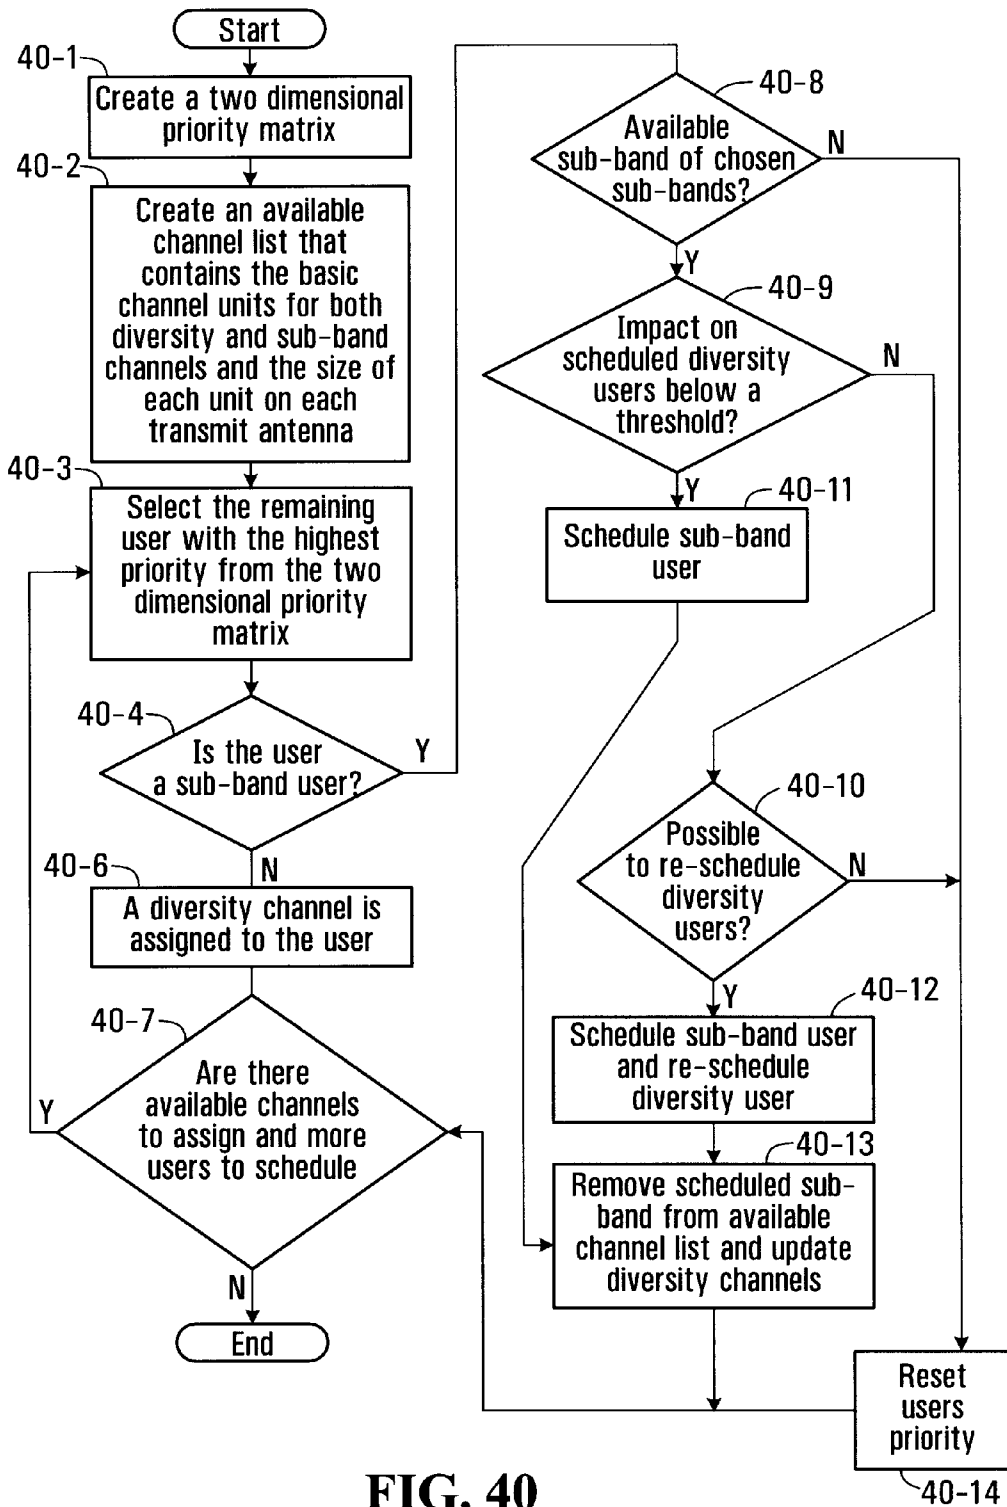 Start
40-1
Create a two dimensional
priority matrix
40-2
Create an available
channel list that
contains the basic
channel units for both
diversity and sub-band
channels and the size of
each unit on each
transmit antenna
40-3
Select the remaining
user with the highest
priority from the two
dimensional priority
matrix
40-4
Is the user
a sub-band user?
Y
N
40-6
A diversity channel is
assigned to the user
40-7
Are there
available channels
to assign and more
users to schedule
Y
N
End
40-8
Available
sub-band of chosen
sub-bands?
N
Y
40-9
Impact on
scheduled diversity
users below a
threshold?
N
Y
40-11
Schedule sub-band
user
40-10
Possible
to re-schedule
diversity
users?
N
Y
40-12
Schedule sub-band user
and re-schedule
diversity user
40-13
Remove scheduled sub-
band from available
channel list and update
diversity channels
Reset
users
priority
40-14
FIG. 40